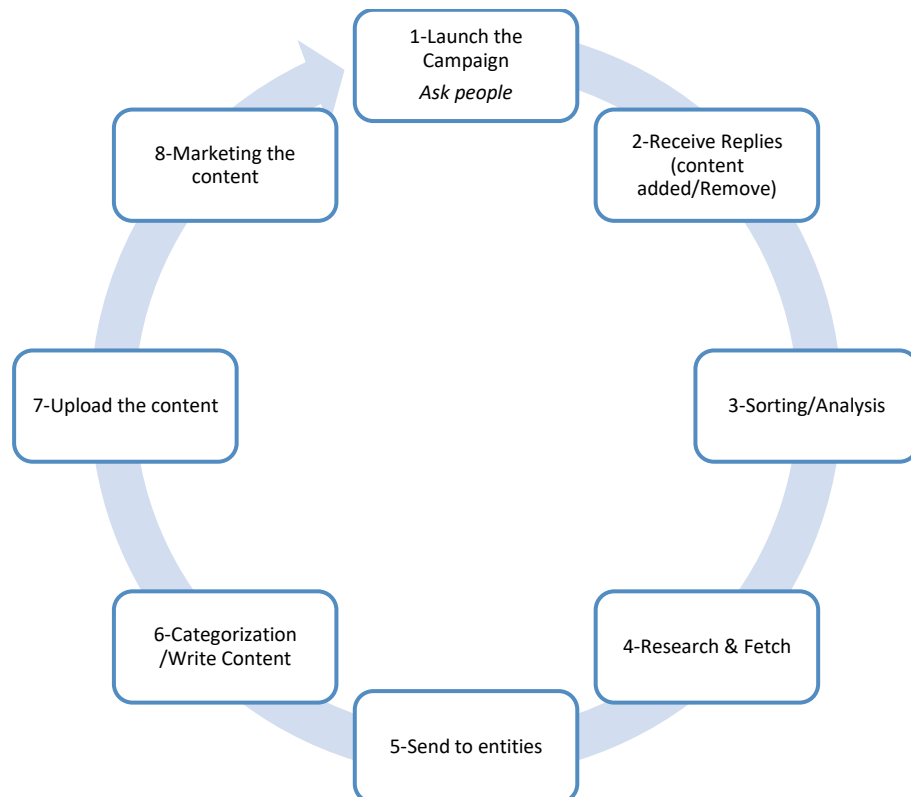 1-Launch the
Campaign
Ask people
2-Receive Replies
(content
added/Remove)
3-Sorting/Analysis
4-Research & Fetch
5-Send to entities
6-Categorization
/Write Content
7-Upload the content
8-Marketing the
content